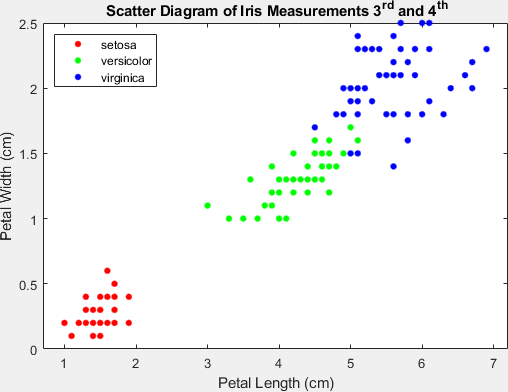 Scatter Diagram of Iris Measurements 3rd and 4th
setosa
versicolor
virginica
Petal Width (cm)
2.5
2
1.5
1
0.5
0
1 2 3 4 5 6 7
Petal Length (cm)